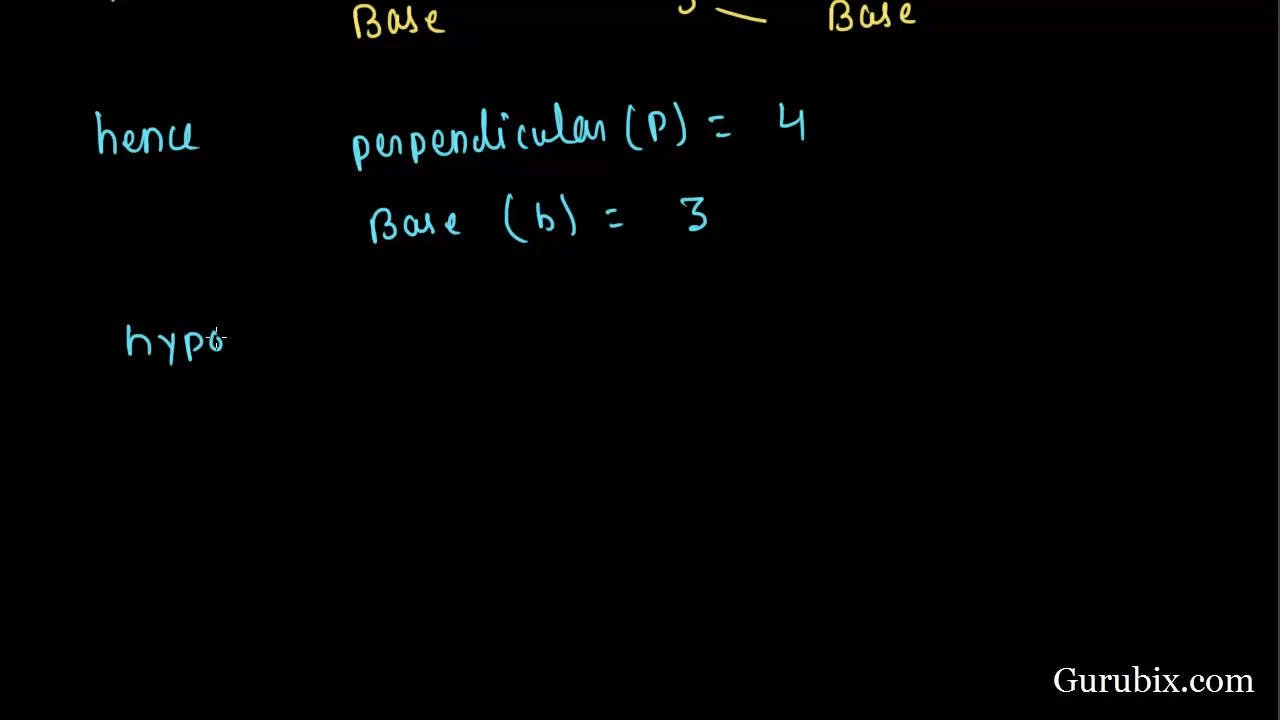 Base Base
hence perpendicular (P) = 4
Base (b) = 3
hypo
Gurubix.com